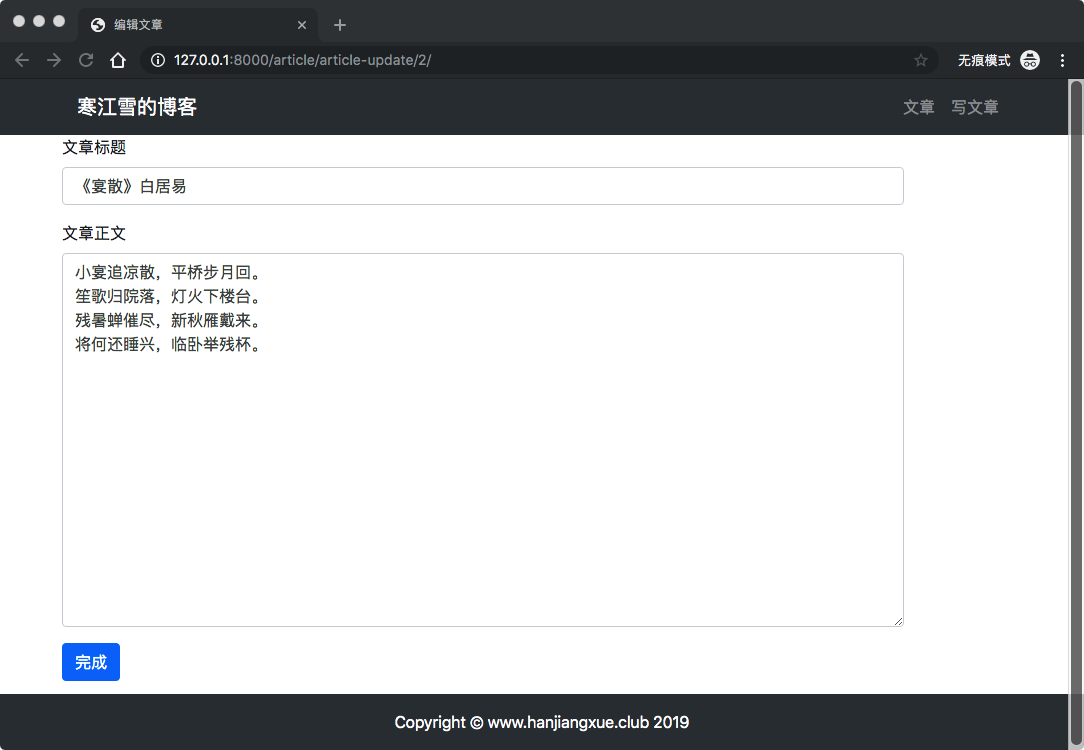 编辑文章
127.0.0.1:8000/article/article-update/2/
无痕模式
寒江雪的博客
文章 写文章
文章标题
《宴散》白居易
文章正文
小宴追凉散，平桥步月回。
笙歌归院落，灯火下楼台。
残暑蝉催尽，新秋雁戴来。
将何还睡兴，临卧举残杯。
完成
Copyright © www.hanjiangxue.club 2019